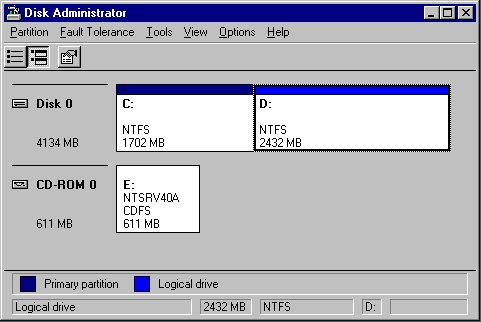 Disk Administrator
Partition Fault Tolerance Tools View Options Help
Disk 0
4134 MB
C:
NTFS
1702 MB
D:
NTFS
2432 MB
CD-ROM 0
611 MB
E:
NTSRV40A
CDFS
611 MB
Primary partition Logical drive
Logical drive 2432 MB NTFS D: